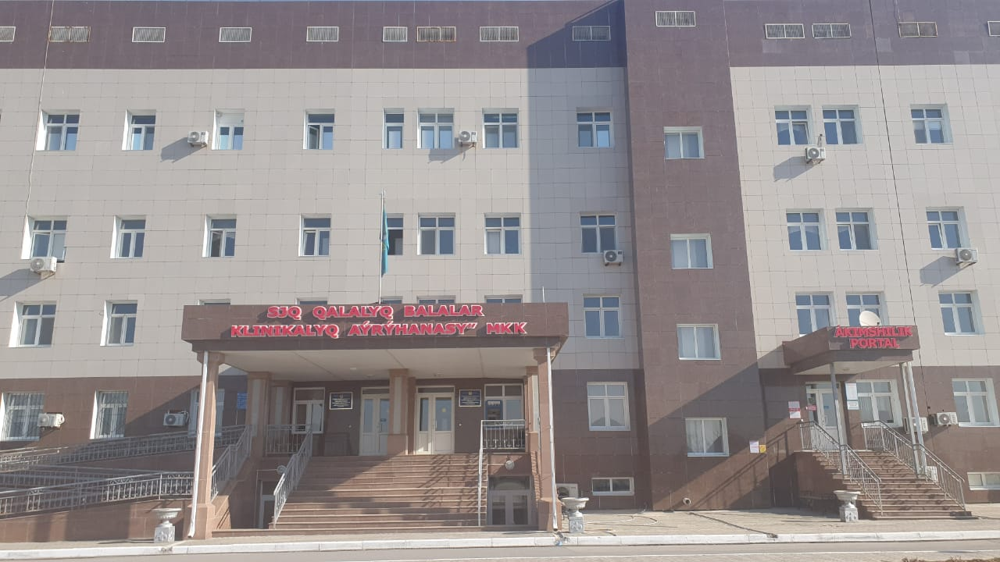 SJQ QALALYQ BALALAR
KLINIKALYQ AÝRÝHANASY” MKK
ÁKIMSHILIK
PORTAL